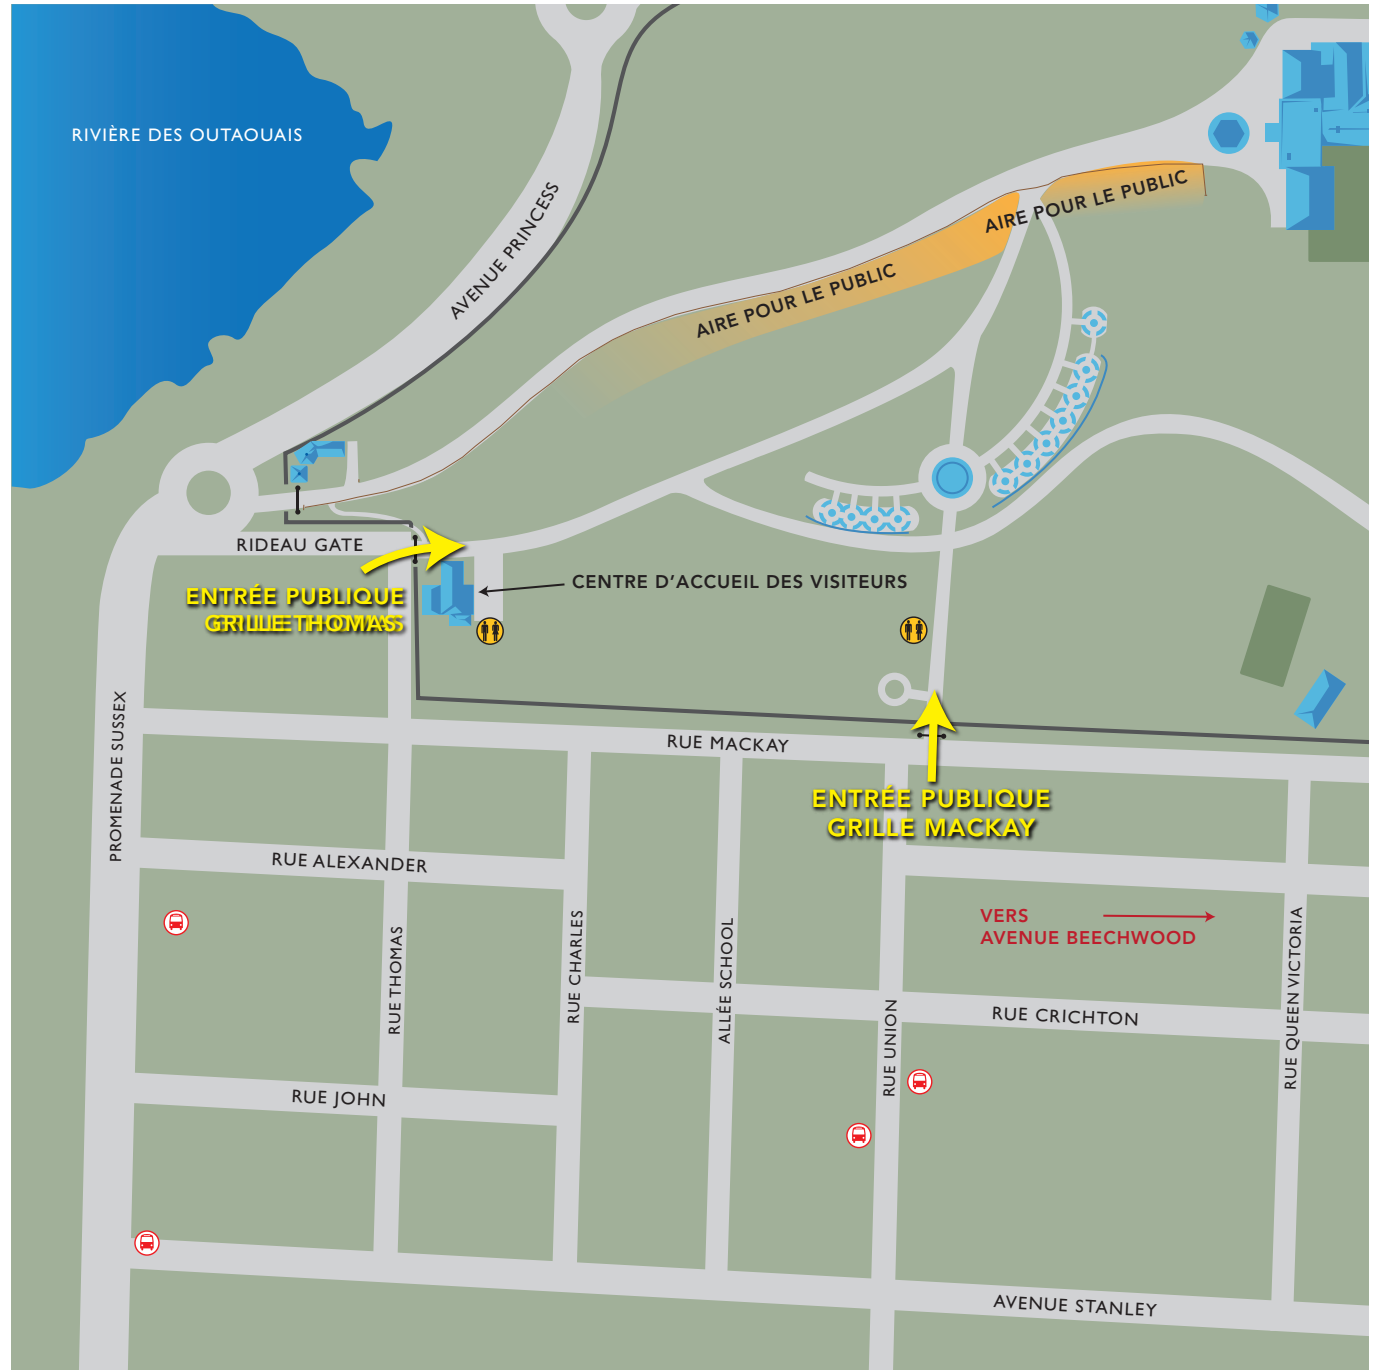 RIVIÈRE DES OUTAOUAIS
AVENUE PRINCESS
AIRE POUR LE PUBLIC
AIRE POUR LE PUBLIC
RIDEAU GATE
ENTRÉE PUBLIQUE
GRILLE THOMAS
CENTRE D'ACCUEIL DES VISITEURS
PROMENADE SUSSEX
RUE MACKAY
ENTRÉE PUBLIQUE
GRILLE MACKAY
RUE ALEXANDER
VERS
AVENUE BEECHWOOD
RUE THOMAS
RUE CHARLES
ALLÉE SCHOOL
RUE UNION
RUE CRICHTON
RUE QUEEN VICTORIA
RUE JOHN
AVENUE STANLEY